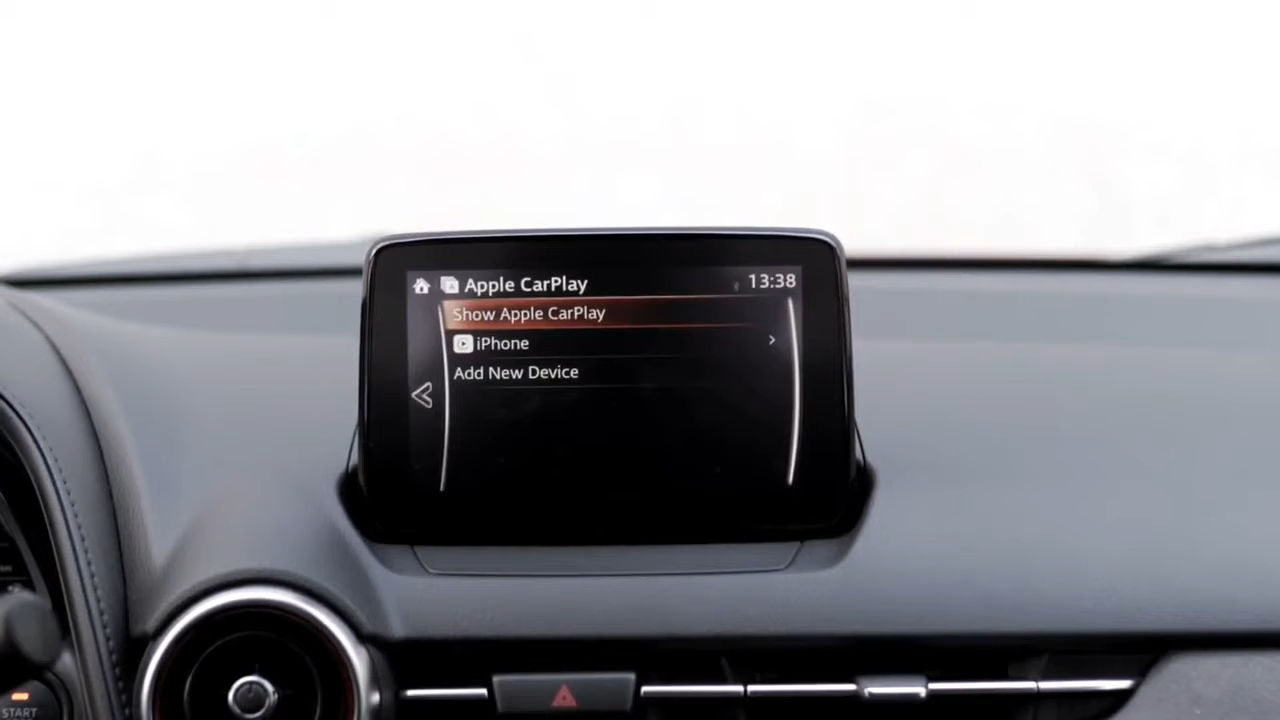 Apple CarPlay 13:38
Show Apple CarPlay
iPhone
Add New Device
START